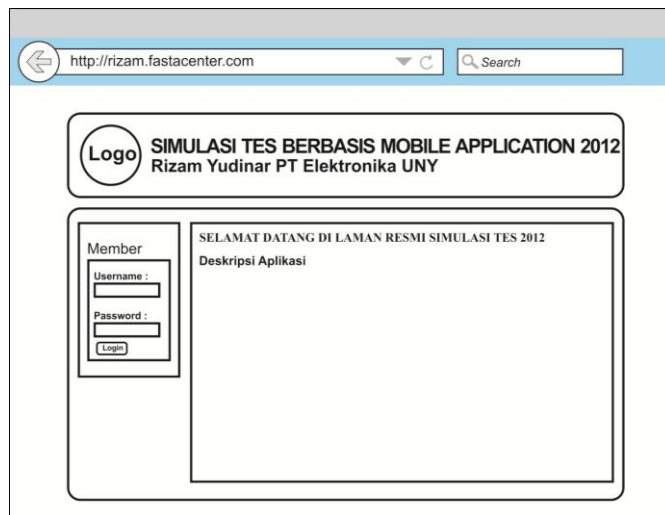 http://rizam.fastacenter.com
Search
Logo
SIMULASI TES BERBASIS MOBILE APPLICATION 2012
Rizam Yudinar PT Elektronika UNY
Member
Username :
Password :
Login
SELAMAT DATANG DI LAMAN RESMI SIMULASI TES 2012
Deskripsi Aplikasi